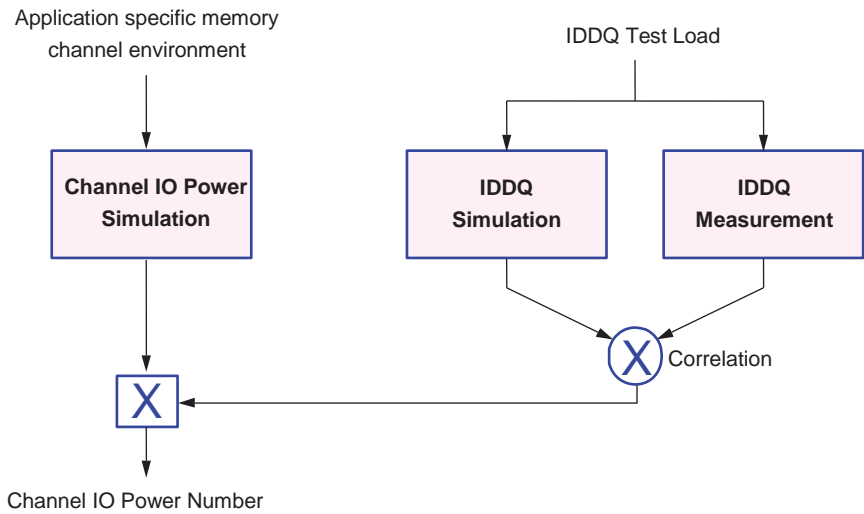 Application specific memory
channel environment
IDDQ Test Load
Channel IO Power
Simulation
IDDQ
Simulation
IDDQ
Measurement
X
Correlation
X
Channel IO Power Number